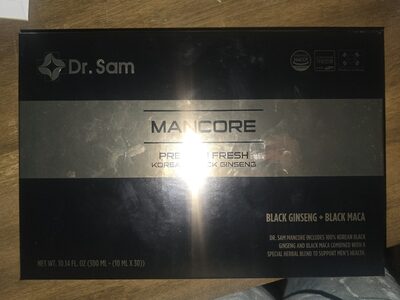 Dr. Sam
MANCORE
FRESH
KOREAN BLACK GINSENG
BLACK GINSENG + BLACK MACA
DR. SAM MANCORE INCLUDES 100% KOREAN BLACK
GINSENG AND BLACK MACA COMBINED WITH A
SPECIAL HERBAL BLEND TO SUPPORT MEN'S HEALTH.
NET WT. 10.14 FL. OZ (300 ML - (10 ML X 30))